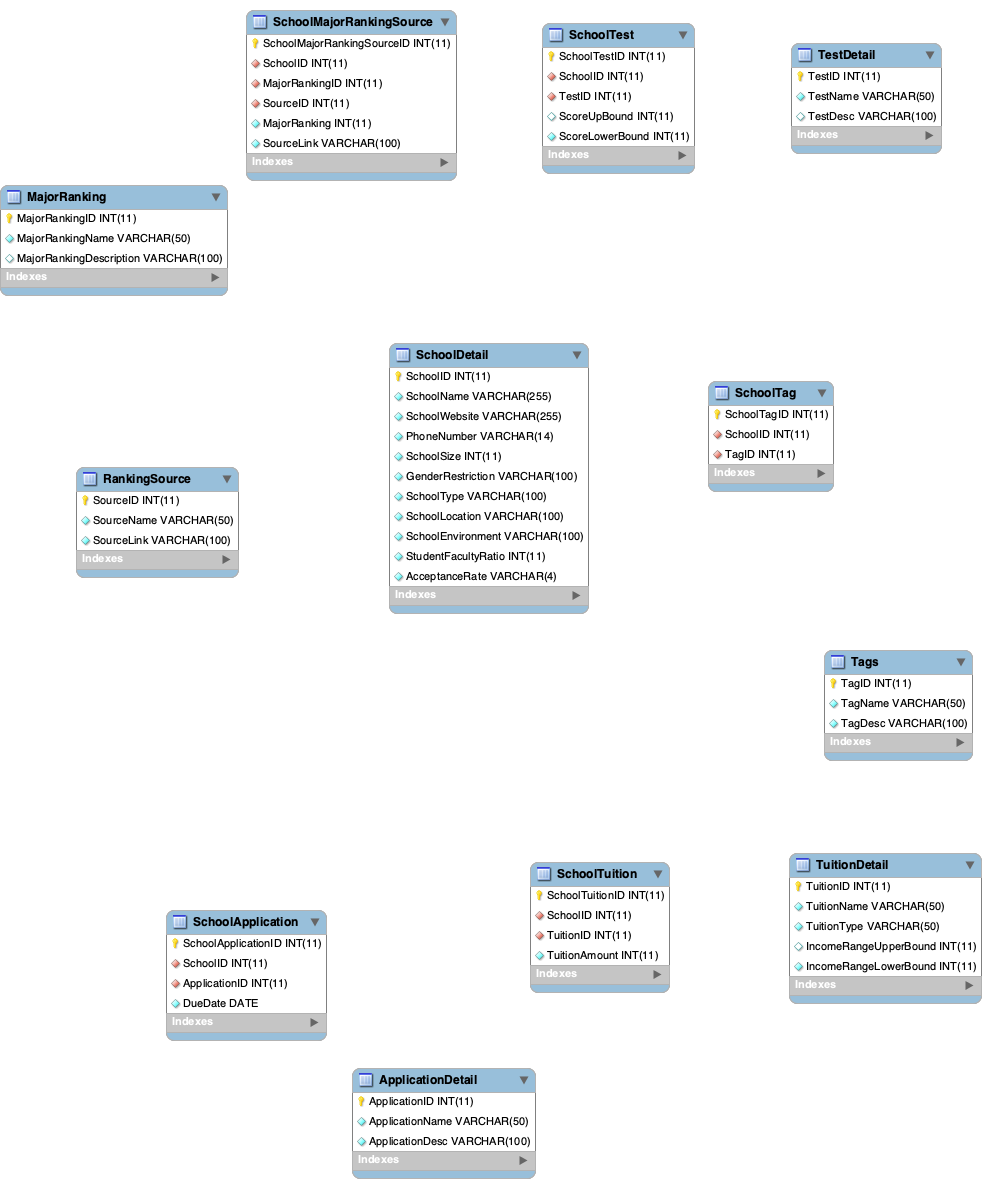 SchoolMajorRankingSource
SchoolMajorRankingSourceID INT(11)
SchoolID INT(11)
MajorRankingID INT(11)
SourceID INT(11)
MajorRanking INT(11)
SourceLink VARCHAR(100)
Indexes
SchoolTest
SchoolTestID INT(11)
SchoolID INT(11)
TestID INT(11)
ScoreUpBound INT(11)
ScoreLowerBound INT(11)
Indexes
TestDetail
TestID INT(11)
TestName VARCHAR(50)
TestDesc VARCHAR(100)
Indexes
MajorRanking
MajorRankingID INT(11)
MajorRankingName VARCHAR(50)
MajorRankingDescription VARCHAR(100)
Indexes
SchoolDetail
SchoolID INT(11)
SchoolName VARCHAR(255)
SchoolWebsite VARCHAR(255)
PhoneNumber VARCHAR(14)
SchoolSize INT(11)
GenderRestriction VARCHAR(100)
SchoolType VARCHAR(100)
SchoolLocation VARCHAR(100)
SchoolEnvironment VARCHAR(100)
StudentFacultyRatio INT(11)
AcceptanceRate VARCHAR(4)
Indexes
SchoolTag
SchoolTagID INT(11)
SchoolID INT(11)
TagID INT(11)
Indexes
RankingSource
SourceID INT(11)
SourceName VARCHAR(50)
SourceLink VARCHAR(100)
Indexes
Tags
TagID INT(11)
TagName VARCHAR(50)
TagDesc VARCHAR(100)
Indexes
SchoolTuition
SchoolTuitionID INT(11)
SchoolID INT(11)
TuitionID INT(11)
TuitionAmount INT(11)
Indexes
TuitionDetail
TuitionID INT(11)
TuitionName VARCHAR(50)
TuitionType VARCHAR(50)
IncomeRangeUpperBound INT(11)
IncomeRangeLowerBound INT(11)
Indexes
SchoolApplication
SchoolApplicationID INT(11)
SchoolID INT(11)
ApplicationID INT(11)
DueDate DATE
Indexes
ApplicationDetail
ApplicationID INT(11)
ApplicationName VARCHAR(50)
ApplicationDesc VARCHAR(100)
Indexes